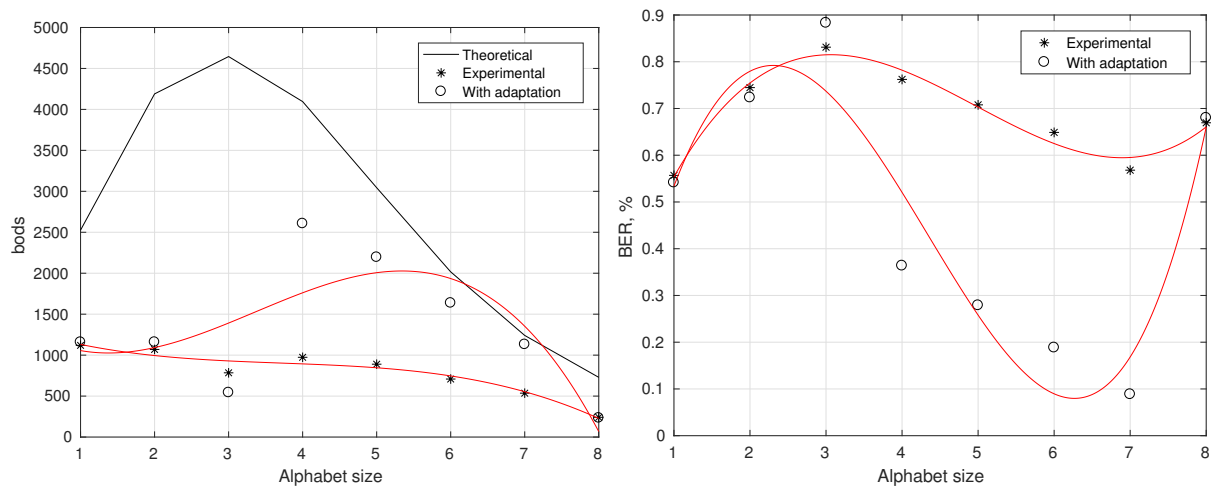 5000
4500
4000
3500
3000
2500
2000
1500
1000
500
0
bods
1 2 3 4 5 6 7 8
Alphabet size
Theoretical
Experimental
With adaptation
0.9
0.8
0.7
0.6
0.5
0.4
0.3
0.2
0.1
0
BER, %
1 2 3 4 5 6 7 8
Alphabet size
Experimental
With adaptation